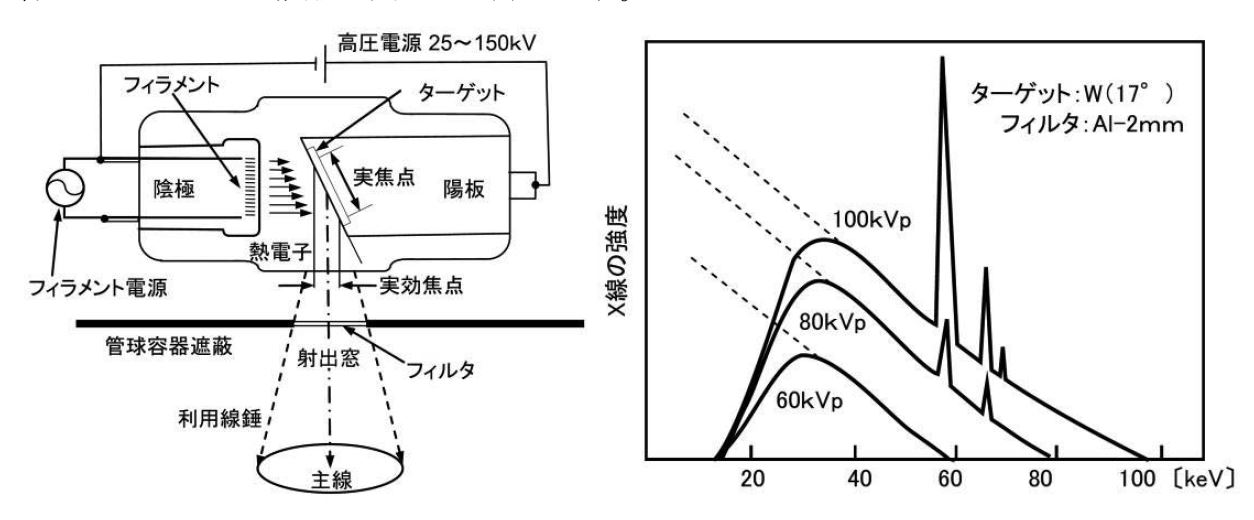 高圧電源 25～150kV
フィラメント
ターゲット
陰極
実焦点
陽板
熱電子
フィラメント電源
実効焦点
管球容器遮蔽
射出窓
フィルタ
利用線錘
主線
ターゲット：W（17°）
フィルタ：Al-2mm
X線の強度
100kVp
80kVp
60kVp
20 40 60 80 100 〔keV〕